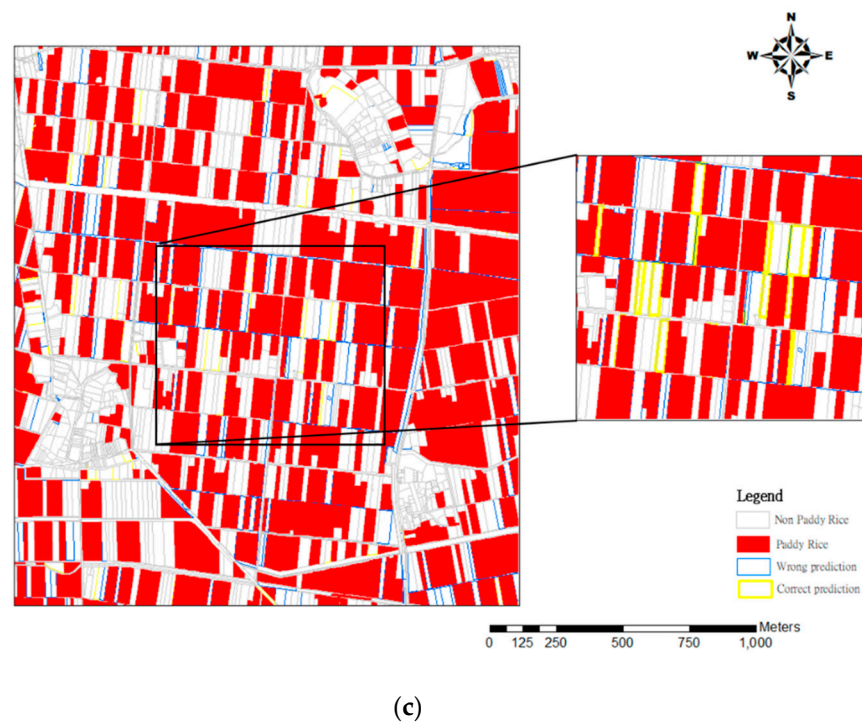 N
W E
S
Legend
Non Paddy Rice
Paddy Rice
Wrong prediction
Correct prediction
Meters
0 125 250 500 750 1,000
(c)